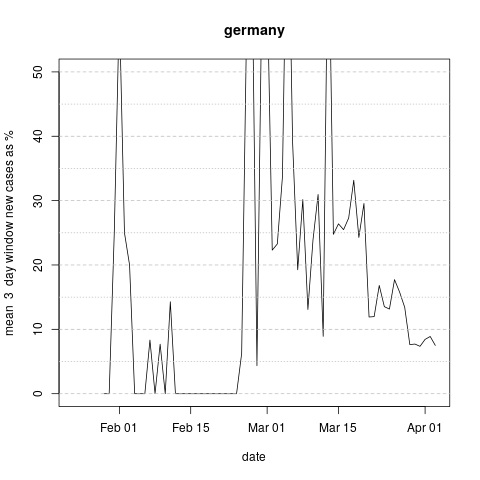 germany
mean 3 day window new cases as %
50
40
30
20
10
0
Feb 01
Feb 15
Mar 01
Mar 15
Apr 01
date